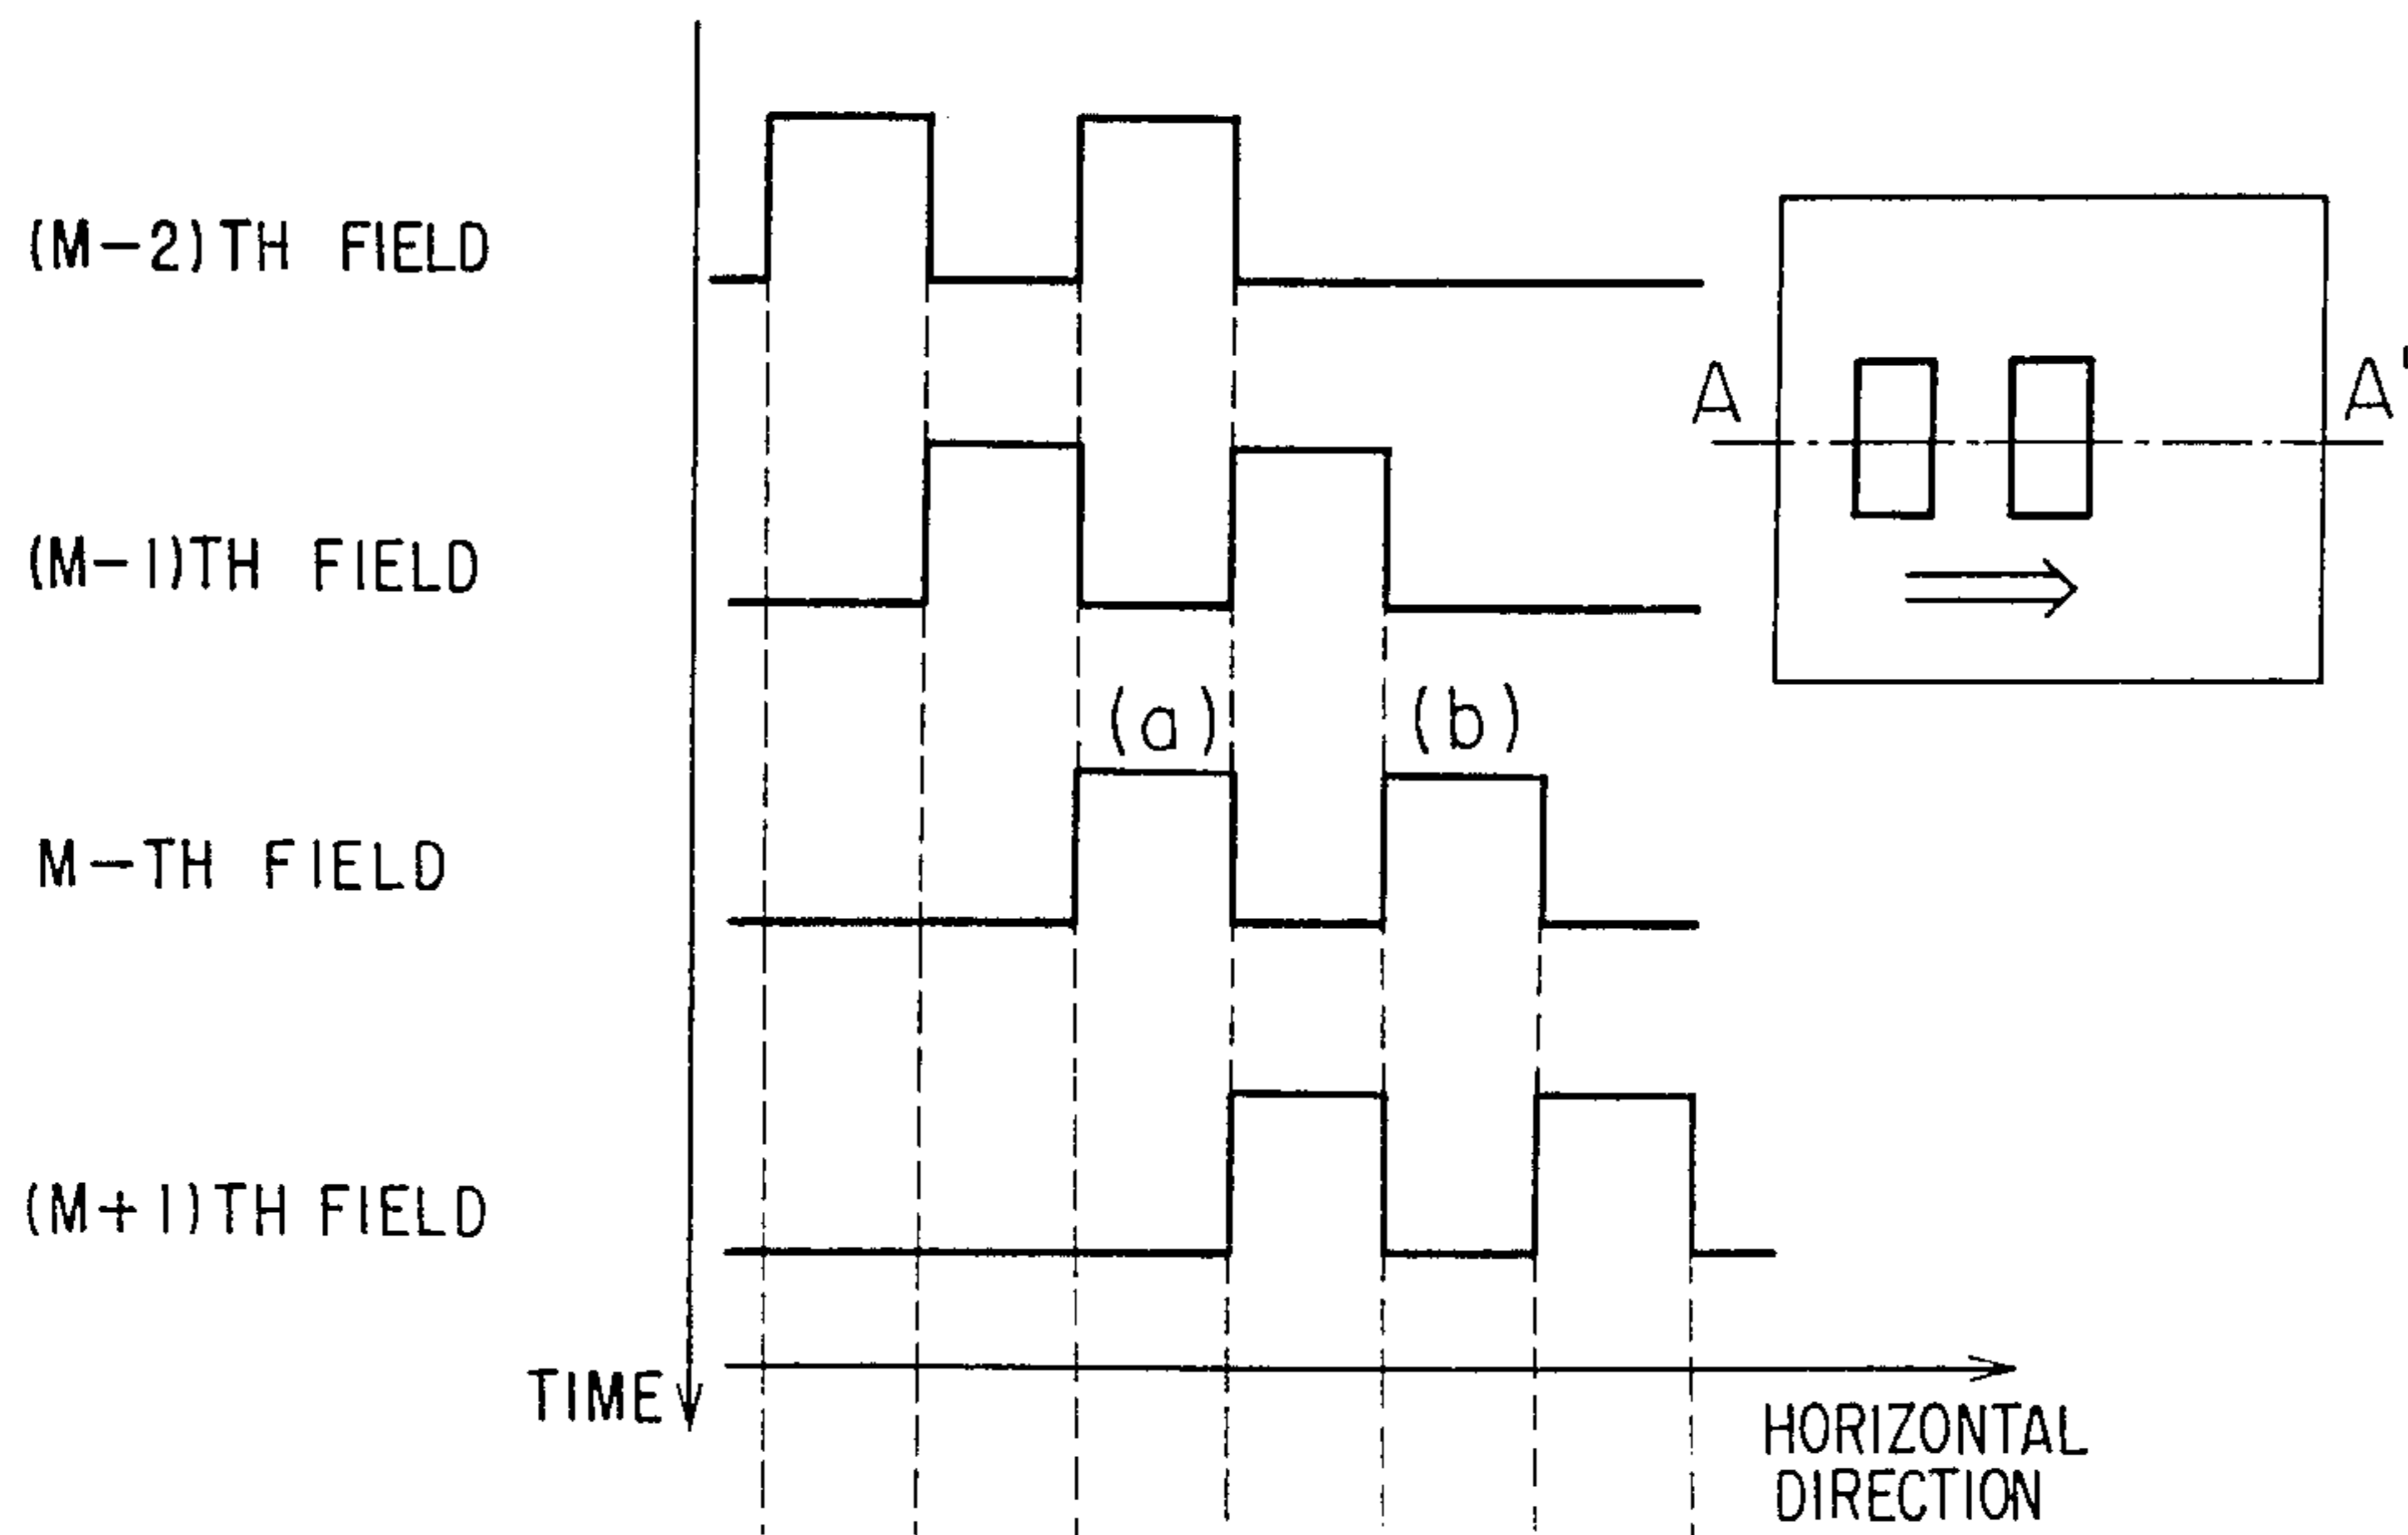 (M-2)TH FIELD
A A'
(M-1)TH FIELD
(a) (b)
M-TH FIELD
(M+1)TH FIELD
TIME
HORIZONTAL
DIRECTION